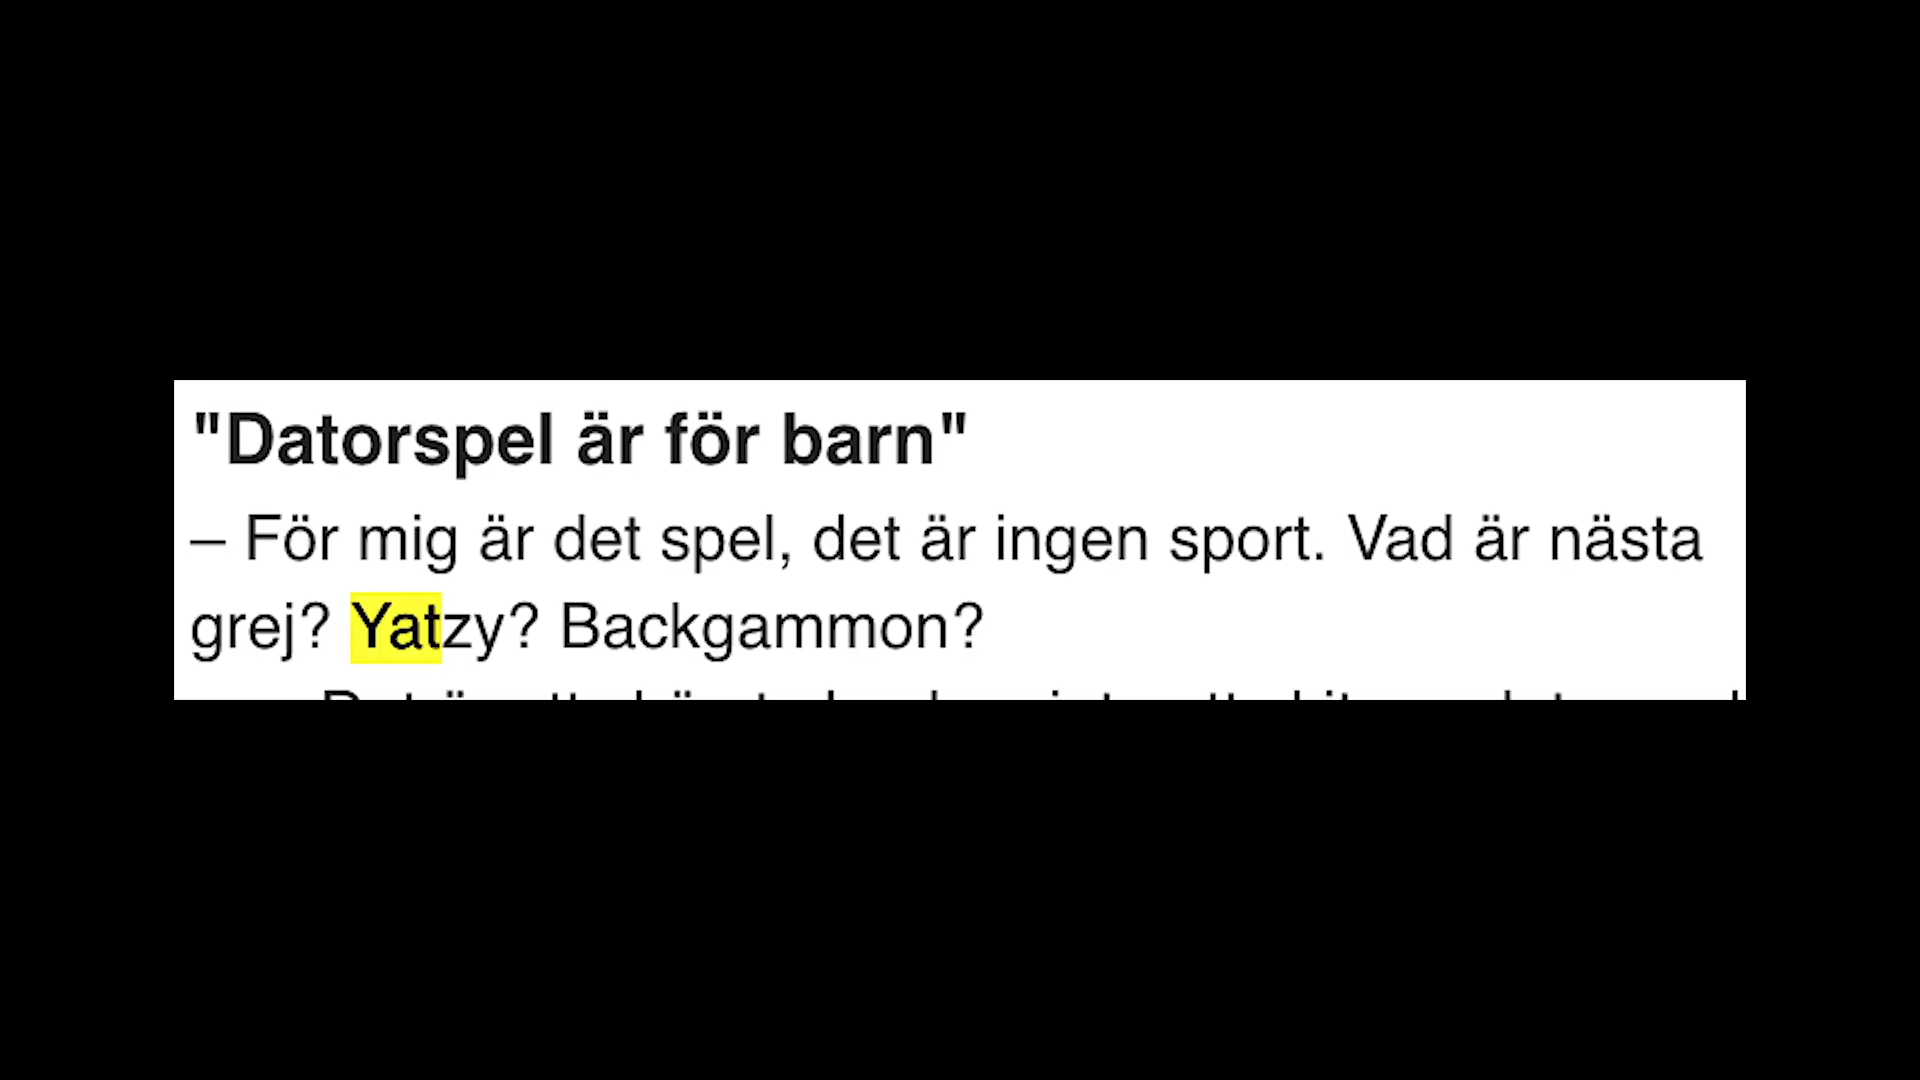 "Datorspel är för barn"
– För mig är det spel, det är ingen sport. Vad är nästa
grej? Yatzy? Backgammon?